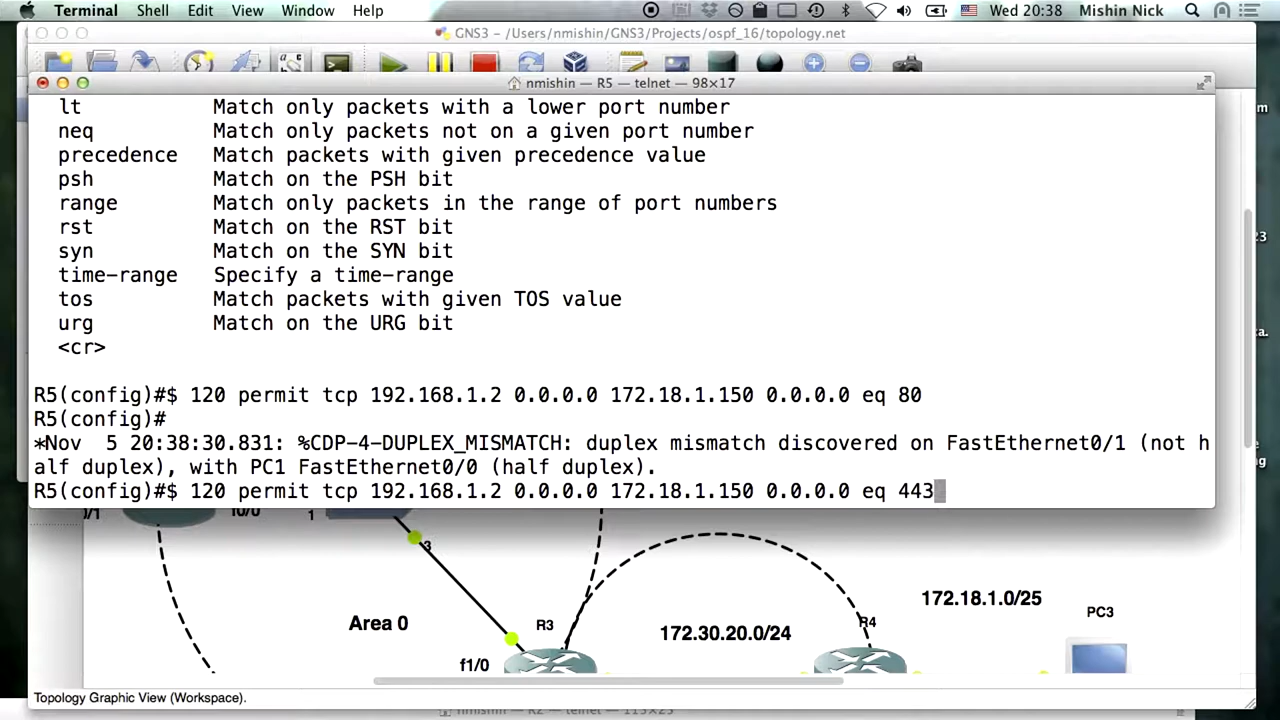 Terminal Shell Edit View Window Help Wed 20:38 Mishin Nick
GNS3 – /Users/nmishin/GNS3/Projects/ospf_16/topology.net
nmishin — R5 — telnet — 98×17
lt Match only packets with a lower port number
neq Match only packets not on a given port number
precedence Match packets with given precedence value
psh Match on the PSH bit
range Match only packets in the range of port numbers
rst Match on the RST bit
syn Match on the SYN bit
time-range Specify a time-range
tos Match packets with given TOS value
urg Match on the URG bit
<cr>
R5(config)#$ 120 permit tcp 192.168.1.2 0.0.0.0 172.18.1.150 0.0.0.0 eq 80
R5(config)#
*Nov  5 20:38:30.831: %CDP-4-DUPLEX_MISMATCH: duplex mismatch discovered on FastEthernet0/1 (not h
alf duplex), with PC1 FastEthernet0/0 (half duplex).
R5(config)#$ 120 permit tcp 192.168.1.2 0.0.0.0 172.18.1.150 0.0.0.0 eq 443
1
3
172.18.1.0/25
Area 0
R3
172.30.20.0/24
R4
PC3
f1/0
Topology Graphic View (Workspace).